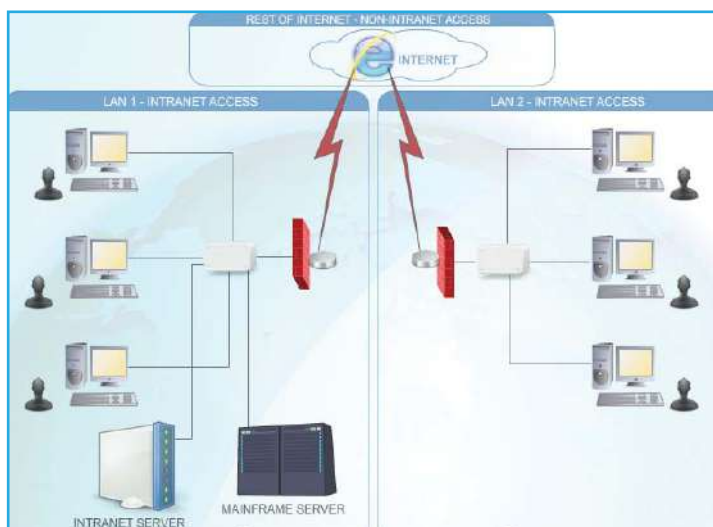 REST OF INTERNET - NON-INTRANET ACCESS
INTERNET
LAN 1 - INTRANET ACCESS
LAN 2 - INTRANET ACCESS
MAINFRAME SERVER
INTRANET SERVER